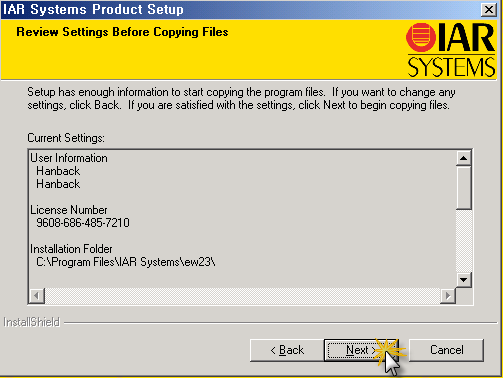 IAR Systems Product Setup
Review Settings Before Copying Files
IAR
SYSTEMS
Setup has enough information to start copying the program files.  If you want to change any
settings, click Back.  If you are satisfied with the settings, click Next to begin copying files.
Current Settings:
User Information
Hanback
Hanback
License Number
9608-686-485-7210
Installation Folder
C:\Program Files\IAR Systems\ew23\
InstallShield
< Back
Next >
Cancel